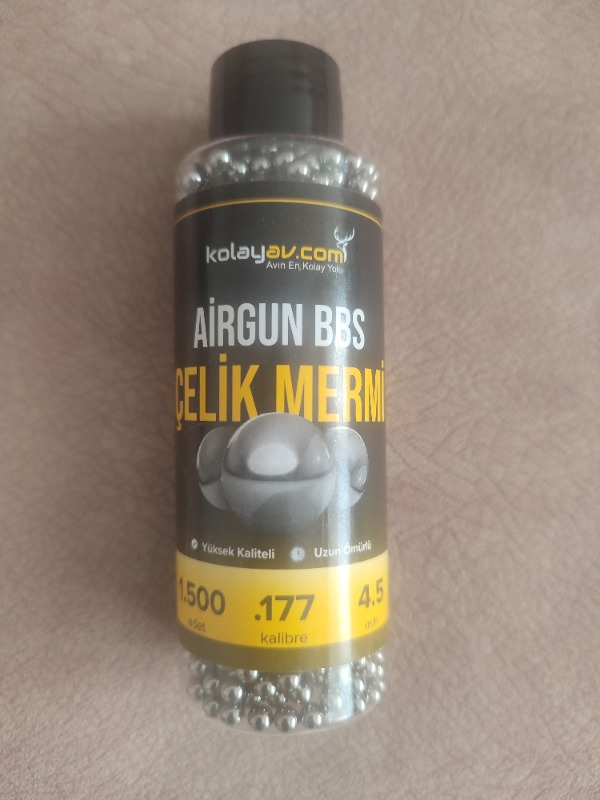 kolayav.com
Avın En Kolay Yolu
AİRGUN BBS
ÇELİK MERMİ
Yüksek Kaliteli Uzun Ömürlü
1.500 .177 4.5
adet kalibre mm